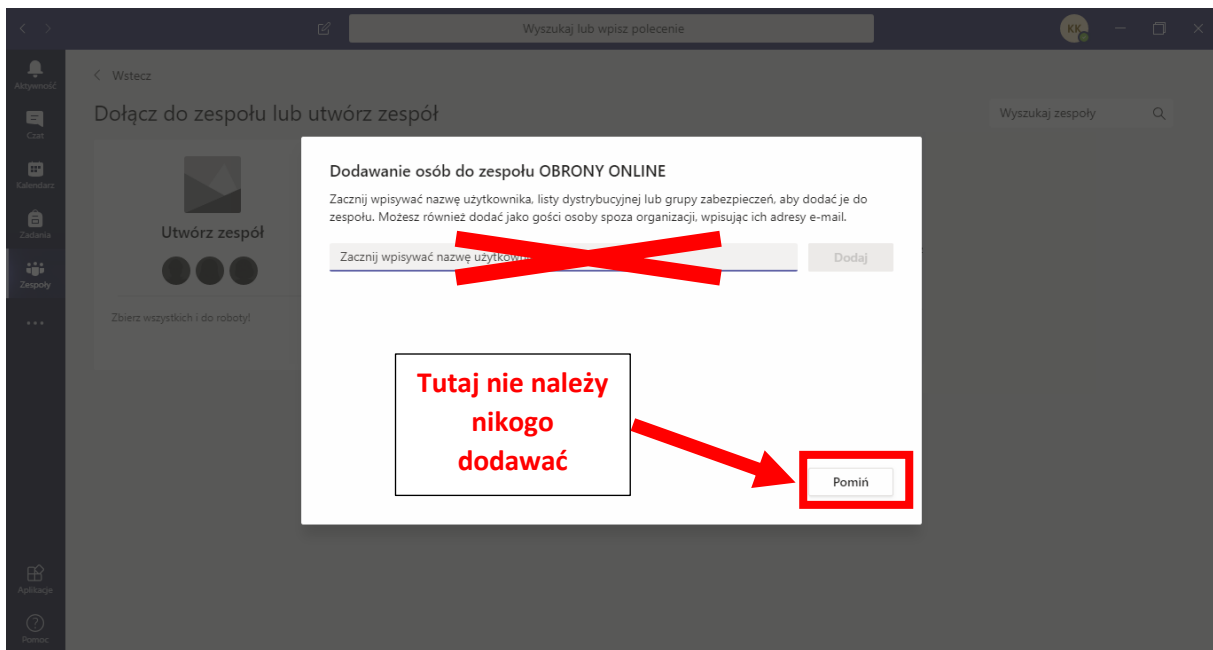 Wyszukaj lub wpisz polecenie
KK
Aktywność
Czat
Kalendarz
Zadania
Zespoły
Aplikacje
Pomoc
Wstecz
Dołącz do zespołu lub utwórz zespół
Wyszukaj zespoły
Utwórz zespół
Zbierz wszystkich i do roboty!
Dodawanie osób do zespołu OBRONY ONLINE
Zacznij wpisywać nazwę użytkownika, listy dystrybucyjnej lub grupy zabezpieczeń, aby dodać je do
zespołu. Możesz również dodać jako gości osoby spoza organizacji, wpisując ich adresy e-mail.
Zacznij wpisywać nazwę
Dodaj
Tutaj nie należy
nikogo
dodawać
Pomiń